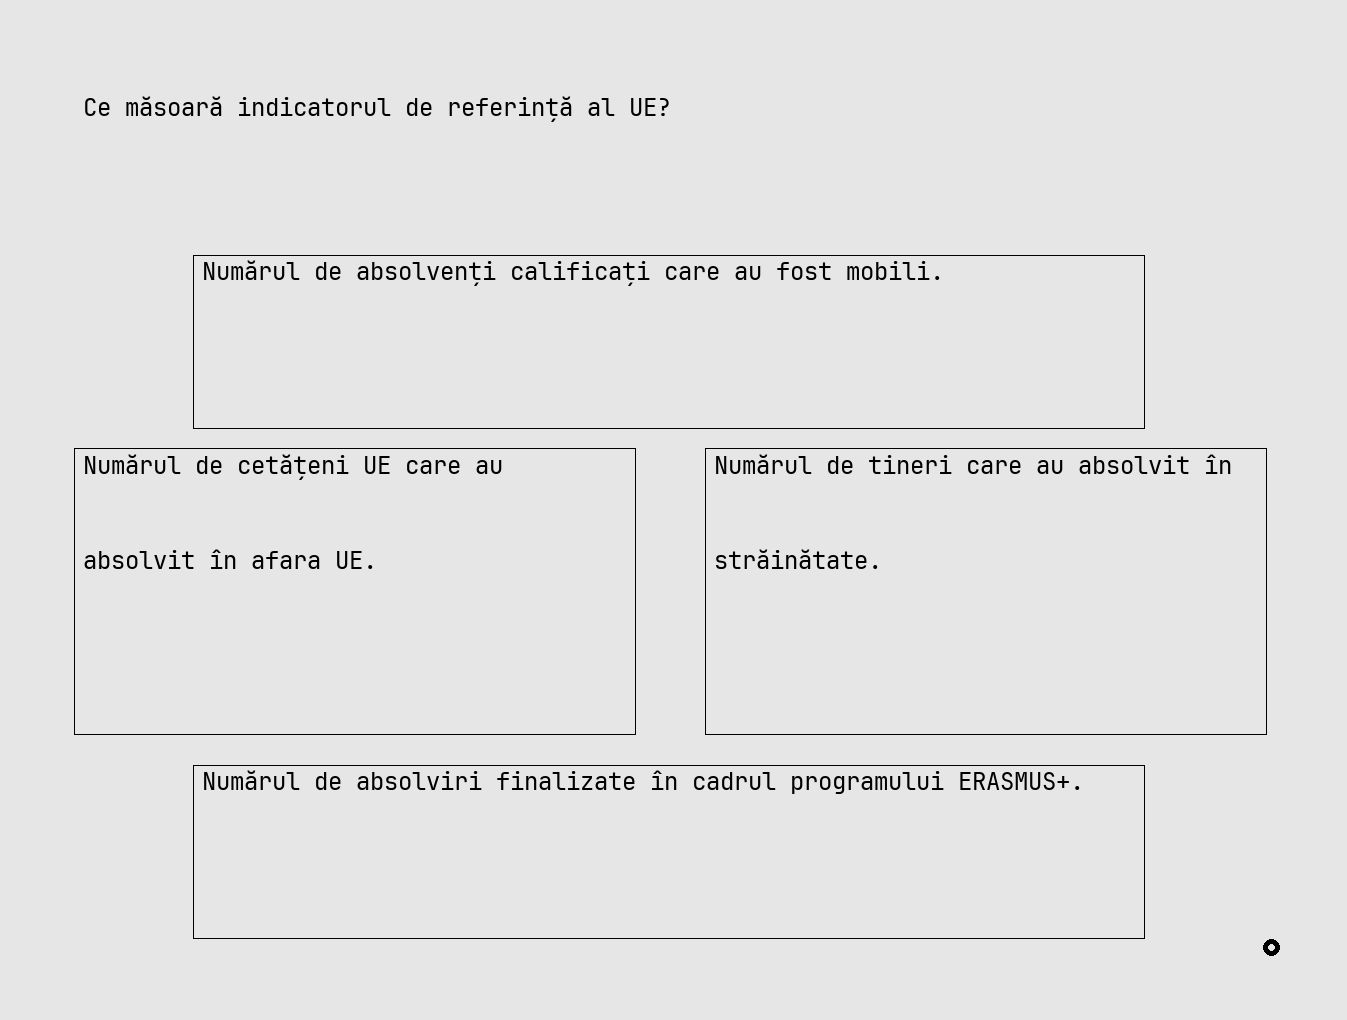 Ce măsoară indicatorul de referință al UE?
Numărul de absolvenți calificați care au fost mobili.
Numărul de cetățeni UE care au
absolvit în afara UE.
Numărul de tineri care au absolvit în
străinătate.
Numărul de absolviri finalizate în cadrul programului ERASMUS+.